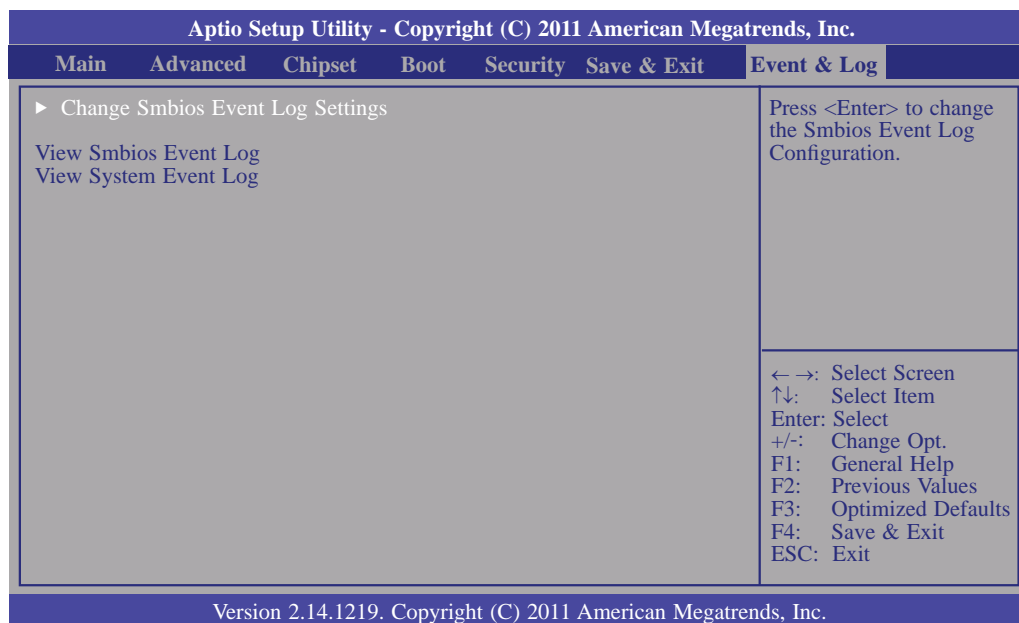 Aptio Setup Utility - Copyright (C) 2011 American Megatrends, Inc.
Main Advanced Chipset Boot Security Save & Exit Event & Log
► Change Smbios Event Log Settings
View Smbios Event Log
View System Event Log
Press <Enter> to change
the Smbios Event Log
Configuration.
← →: Select Screen
↑↓: Select Item
Enter: Select
+/-: Change Opt.
F1: General Help
F2: Previous Values
F3: Optimized Defaults
F4: Save & Exit
ESC: Exit
Version 2.14.1219. Copyright (C) 2011 American Megatrends, Inc.